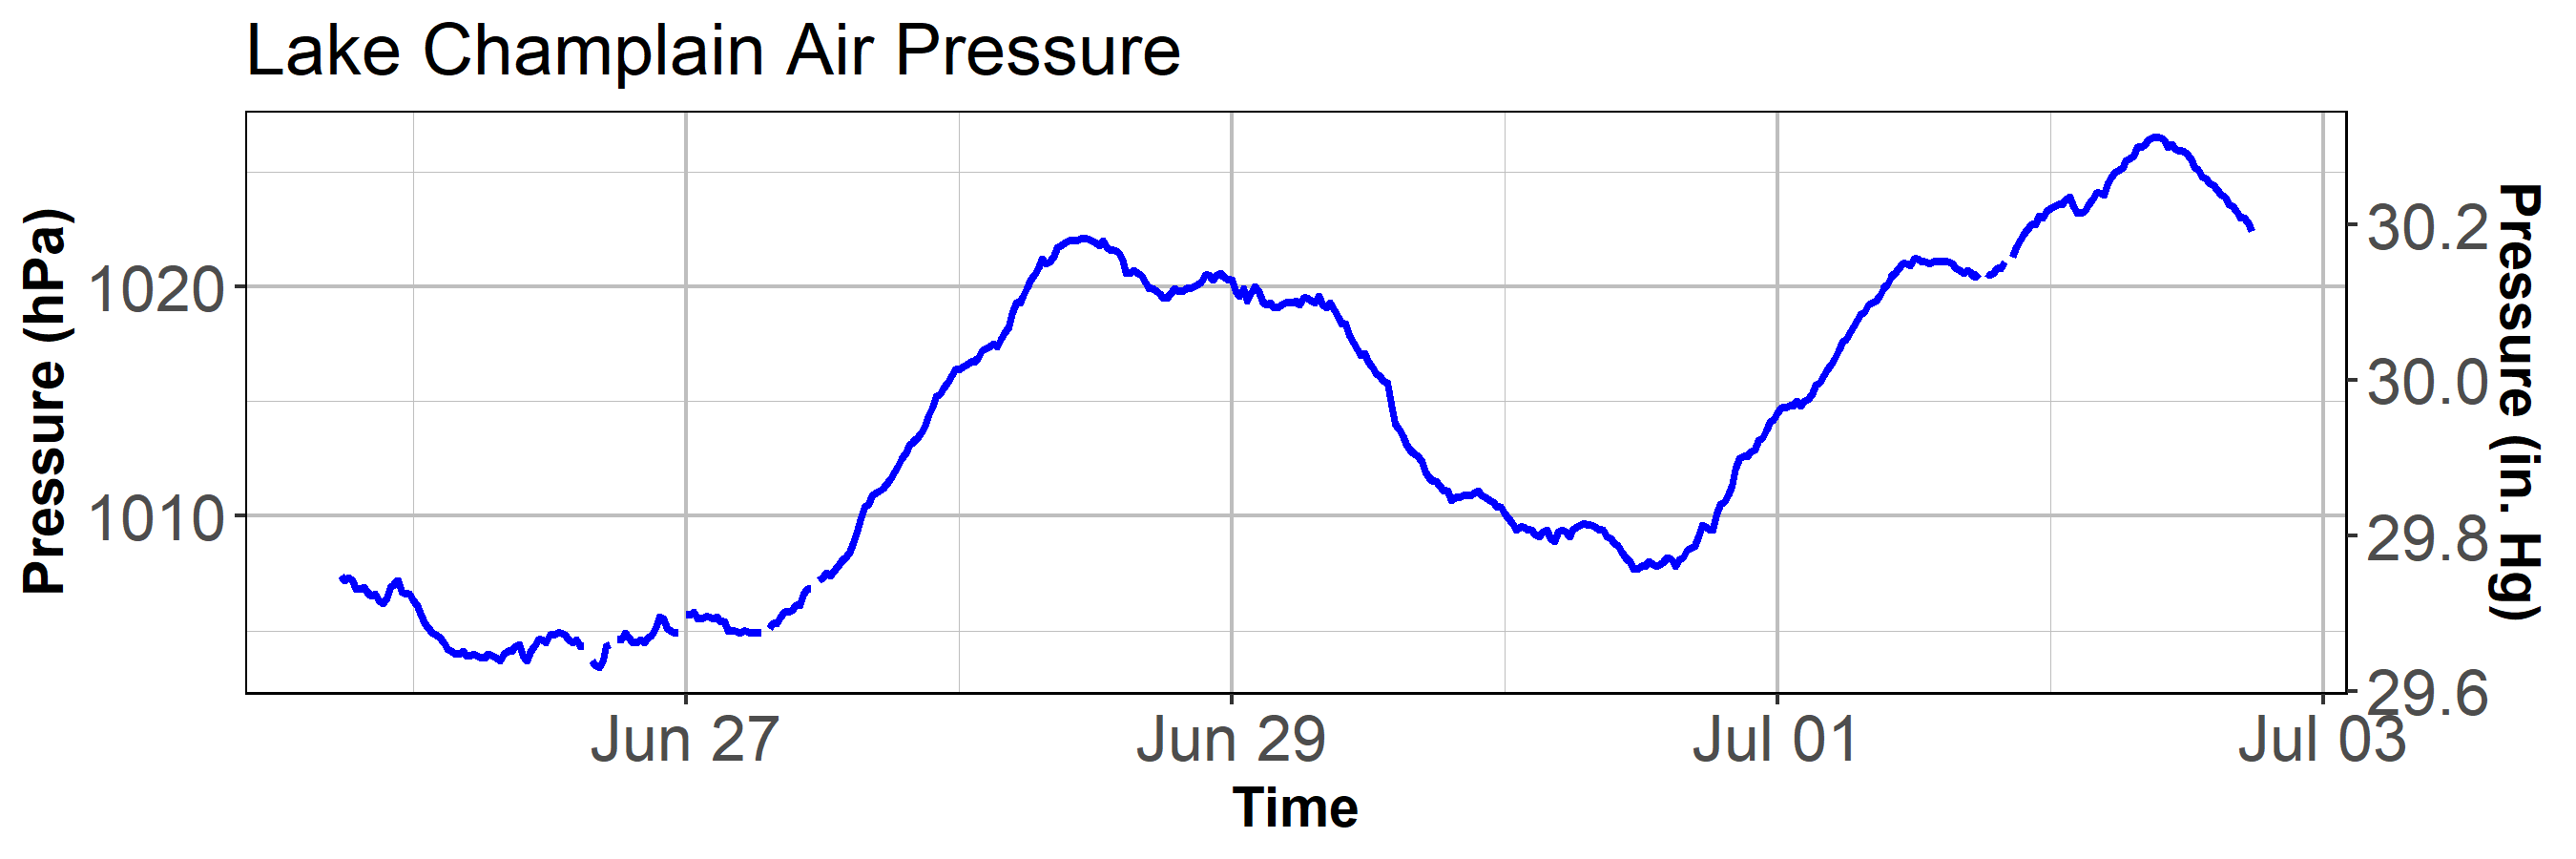 Lake Champlain Air Pressure
Pressure (hPa)
1020
1010
30.2
30.0
29.8
29.6
Pressure (in. Hg)
Jun 27
Jun 29
Jul 01
Jul 03
Time